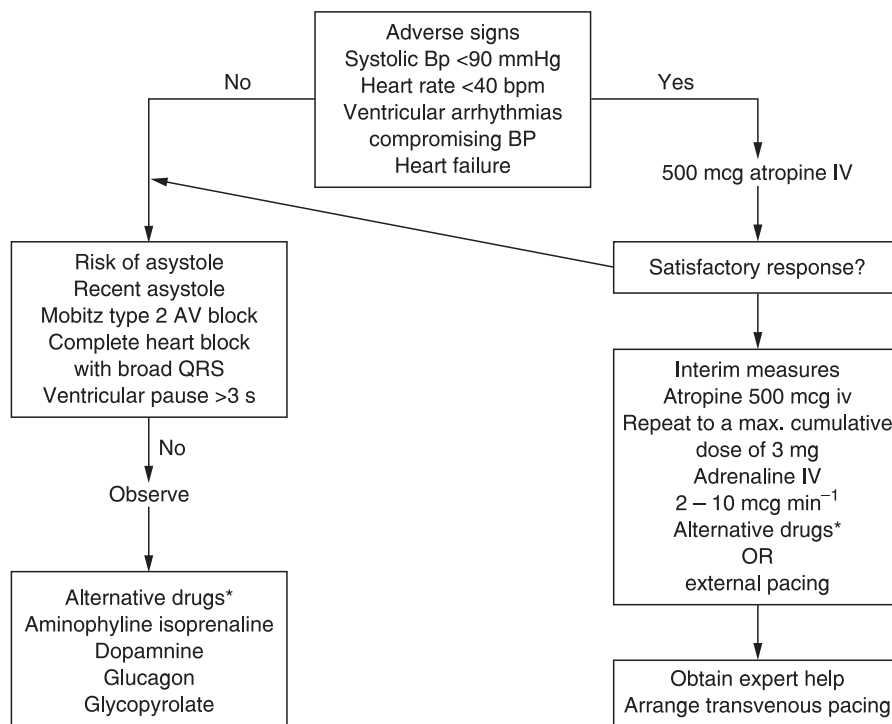 Adverse signs
Systolic Bp <90 mmHg
Heart rate <40 bpm
Ventricular arrhythmias
compromising BP
Heart failure
No
Yes
500 mcg atropine IV
Satisfactory response?
Risk of asystole
Recent asystole
Mobitz type 2 AV block
Complete heart block
with broad QRS
Ventricular pause >3 s
No
Observe
Alternative drugs*
Aminophyline isoprenaline
Dopamnine
Glucagon
Glycopyrolate
Interim measures
Atropine 500 mcg iv
Repeat to a max. cumulative
dose of 3 mg
Adrenaline IV
2 – 10 mcg min⁻¹
Alternative drugs*
OR
external pacing
Obtain expert help
Arrange transvenous pacing